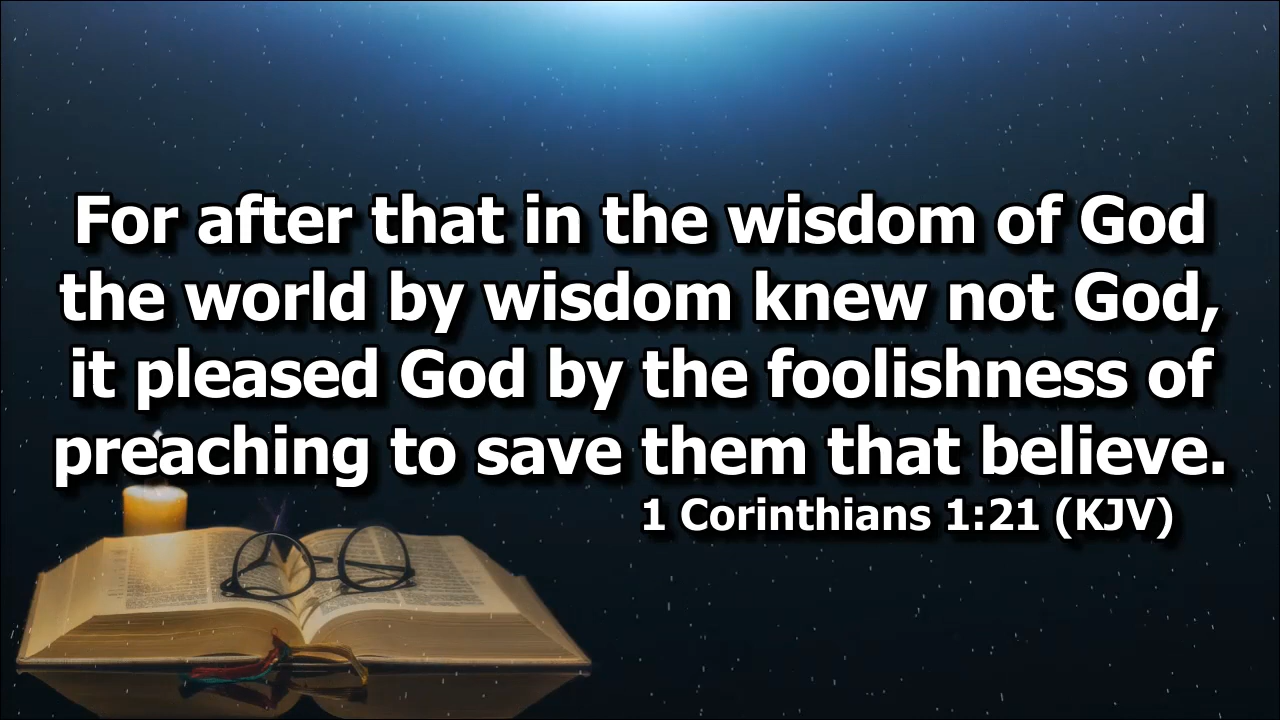 For after that in the wisdom of God
the world by wisdom knew not God,
it pleased God by the foolishness of
preaching to save them that believe.
1 Corinthians 1:21 (KJV)